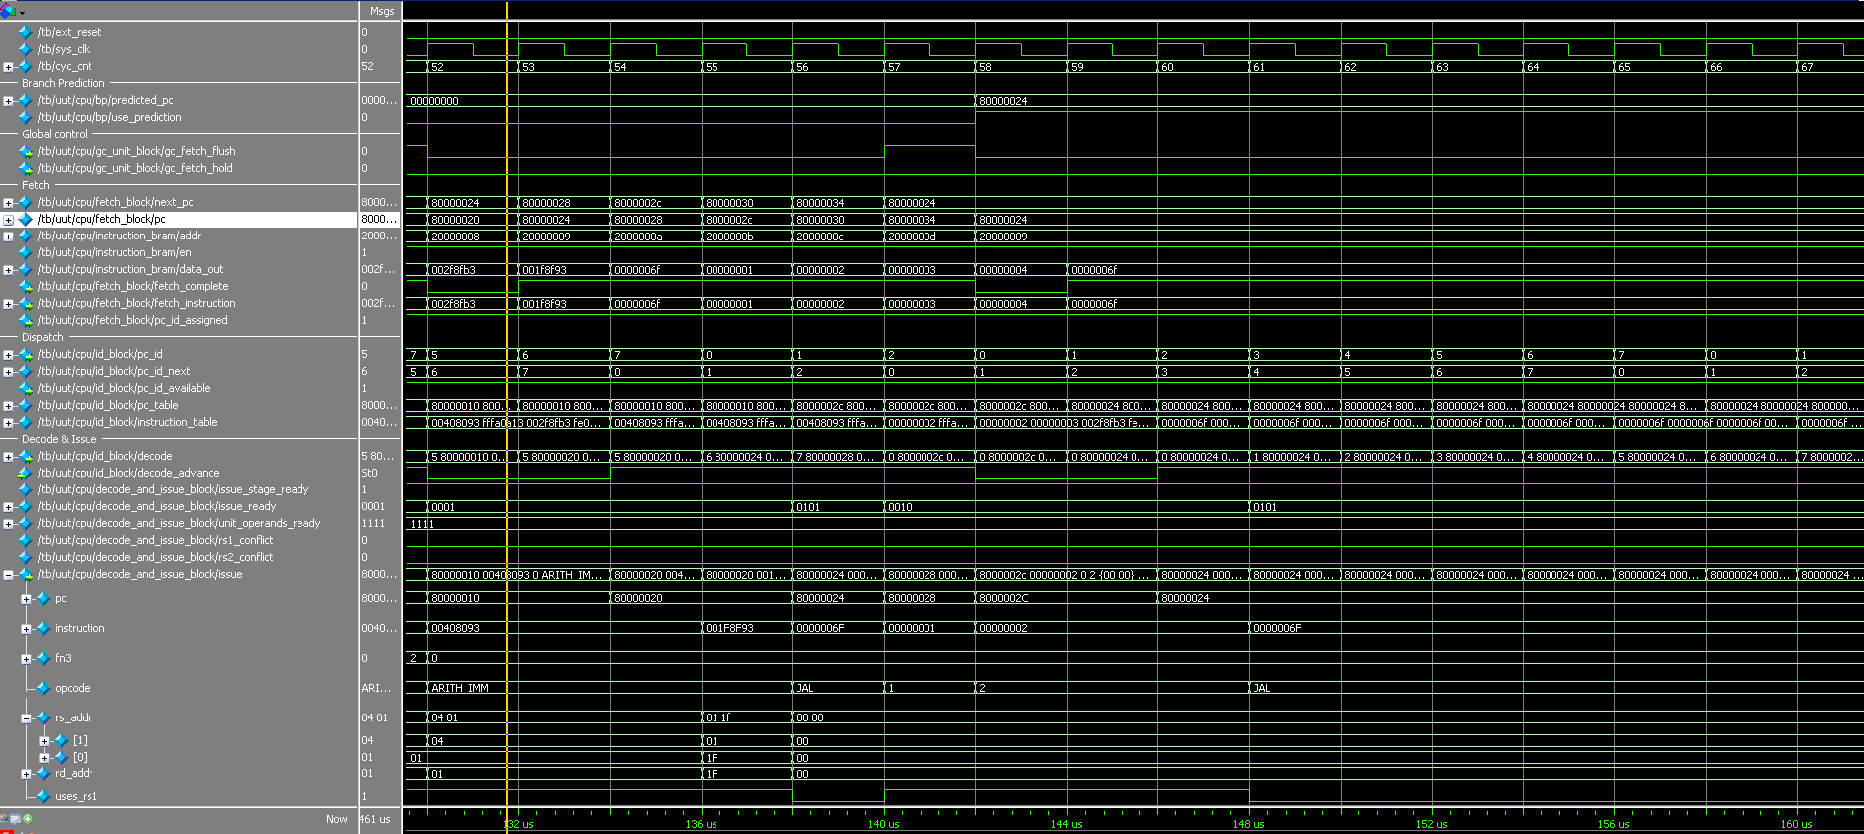 Msgs
/tb/ext_reset 0
/tb/sys_clk 0
/tb/cyc_cnt 52 52 53 54 55 56 57 58 59 60 61 62 63 64 65 66 67
Branch Prediction
/tb/uut/cpu/bp/predicted_pc 0000... 00000000 80000024
/tb/uut/cpu/bp/use_prediction 0
Global control
/tb/uut/cpu/gc_unit_block/gc_fetch_flush 0
/tb/uut/cpu/gc_unit_block/gc_fetch_hold 0
Fetch
/tb/uut/cpu/fetch_block/next_pc 8000... 80000024 80000028 8000002c 80000030 80000034 80000024
/tb/uut/cpu/fetch_block/pc 8000... 80000020 80000024 80000028 8000002c 80000030 80000034 80000024
/tb/uut/cpu/instruction_bram/addr 2000... 20000008 20000009 2000000a 2000000b 2000000c 2000000d 20000009
/tb/uut/cpu/instruction_bram/en 1
/tb/uut/cpu/instruction_bram/data_out 002f... 002f8fb3 001f8f93 0000006f 00000001 00000002 00000003 00000004 0000006f
/tb/uut/cpu/fetch_block/fetch_complete 0
/tb/uut/cpu/fetch_block/fetch_instruction 002f... 002f8fb3 001f8f93 0000006f 00000001 00000002 00000003 00000004 0000006f
/tb/uut/cpu/fetch_block/pc_id_assigned 1
Dispatch
/tb/uut/cpu/id_block/pc_id 5 7 5 6 7 0 1 2 0 1 2 3 4 5 6 7 0 1
/tb/uut/cpu/id_block/pc_id_next 6 5 6 7 0 1 2 0 1 2 3 4 5 6 7 0 1 2
/tb/uut/cpu/id_block/pc_id_available 1
/tb/uut/cpu/id_block/pc_table 8000... 80000010 800... 80000010 800... 80000010 800... 80000010 800... 8000002c 800... 8000002c 800... 8000002c 800... 80000024 800... 80000024 800... 80000024 800... 80000024 800... 80000024 800... 80000024 80000024 80000024 8... 80000024 80000024 800000...
/tb/uut/cpu/id_block/instruction_table 0040... 00408093 fffa0a13 002f8fb3 fe0... 00408093 fffa... 00408093 fffa... 00408093 fffa... 00000002 fffa... 00000002 00000003 002f8fb3 fe... 0000006f 000... 0000006f 000... 0000006f 000... 0000006f 000... 0000006f 0000006f 0000006f 00... 0000006f ...
Decode & Issue
/tb/uut/cpu/id_block/decode 5 80... 5 80000010 0... 5 80000020 0... 5 80000020 0... 6 80000024 0... 7 80000028 0... 0 8000002c 0... 0 8000002c 0... 0 80000024 0... 0 80000024 0... 1 80000024 0... 2 80000024 0... 3 80000024 0... 4 80000024 0... 5 80000024 0... 6 80000024 0... 7 8000002...
/tb/uut/cpu/id_block/decode_advance St0
/tb/uut/cpu/decode_and_issue_block/issue_stage_ready 1
/tb/uut/cpu/decode_and_issue_block/issue_ready 0001 0001 0101 0010 0101
/tb/uut/cpu/decode_and_issue_block/unit_operands_ready 1111 1111
/tb/uut/cpu/decode_and_issue_block/rs1_conflict 0
/tb/uut/cpu/decode_and_issue_block/rs2_conflict 0
/tb/uut/cpu/decode_and_issue_block/issue 8000... 80000010 00408093 0 ARITH_IM... 80000020 004... 80000020 001... 80000024 000... 80000028 000... 8000002c 00000002 0 2 {00 00} ... 80000024 000... 80000024 000... 80000024 000... 80000024 000... 80000024 000... 80000024 000... 80000024 000... 80000024 ...
pc 8000... 80000010 80000020 80000024 80000028 8000002C 80000024
instruction 0040... 00408093 001F8F93 0000006F 00000001 00000002 0000006F
fn3 0 2 0
opcode ARI... ARITH_IMM JAL 1 2 JAL
rs_addr 04 01 04 01 01 1f 00 00
[1] 04 04 01 00
[0] 01 01 1F 00
rd_addr 01 01 1F 00
uses_rs1 1
Now 461 us 132 us 136 us 140 us 144 us 148 us 152 us 156 us 160 us